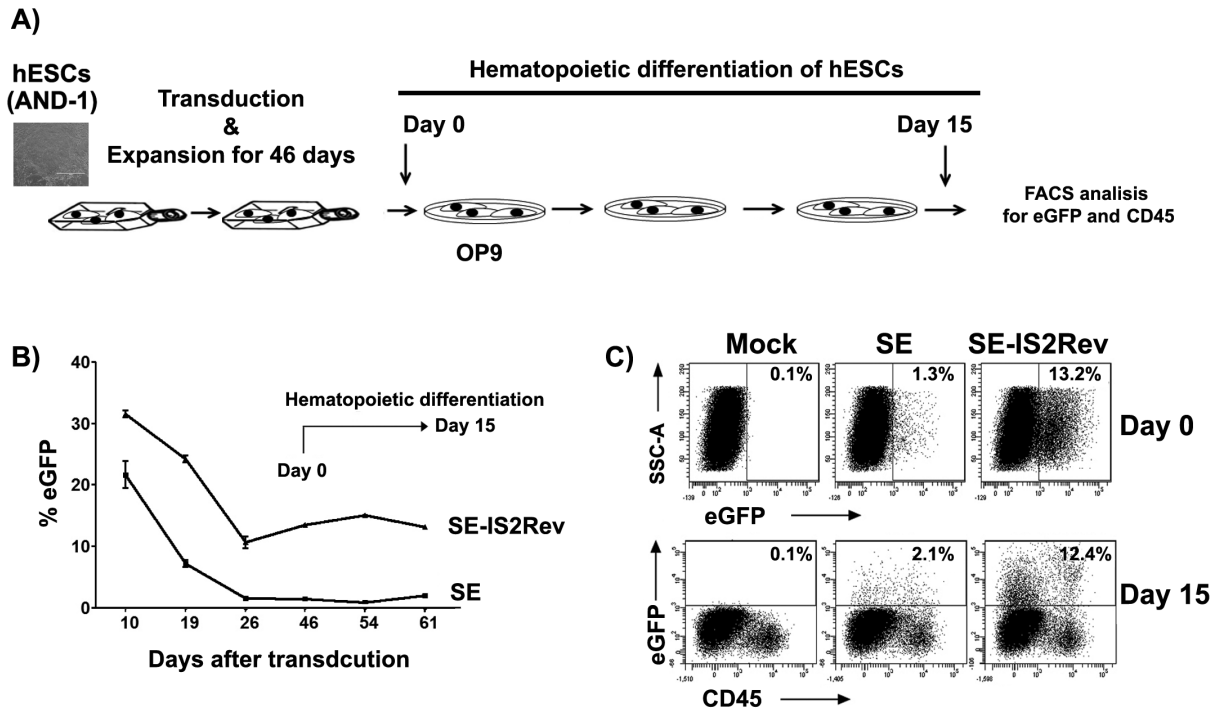 A)
hESCs
(AND-1)
Transduction
&
Expansion for 46 days
Hematopoietic differentiation of hESCs
Day 0
Day 15
OP9
FACS analisis
for eGFP and CD45
B)
% eGFP
40
30
20
10
0
10 19 26 46 54 61
Days after transdcution
Hematopoietic differentiation
Day 0
Day 15
SE-IS2Rev
SE
C)
Mock SE SE-IS2Rev
0.1% 1.3% 13.2%
Day 0
SSC-A
eGFP
0.1% 2.1% 12.4%
Day 15
eGFP
CD45